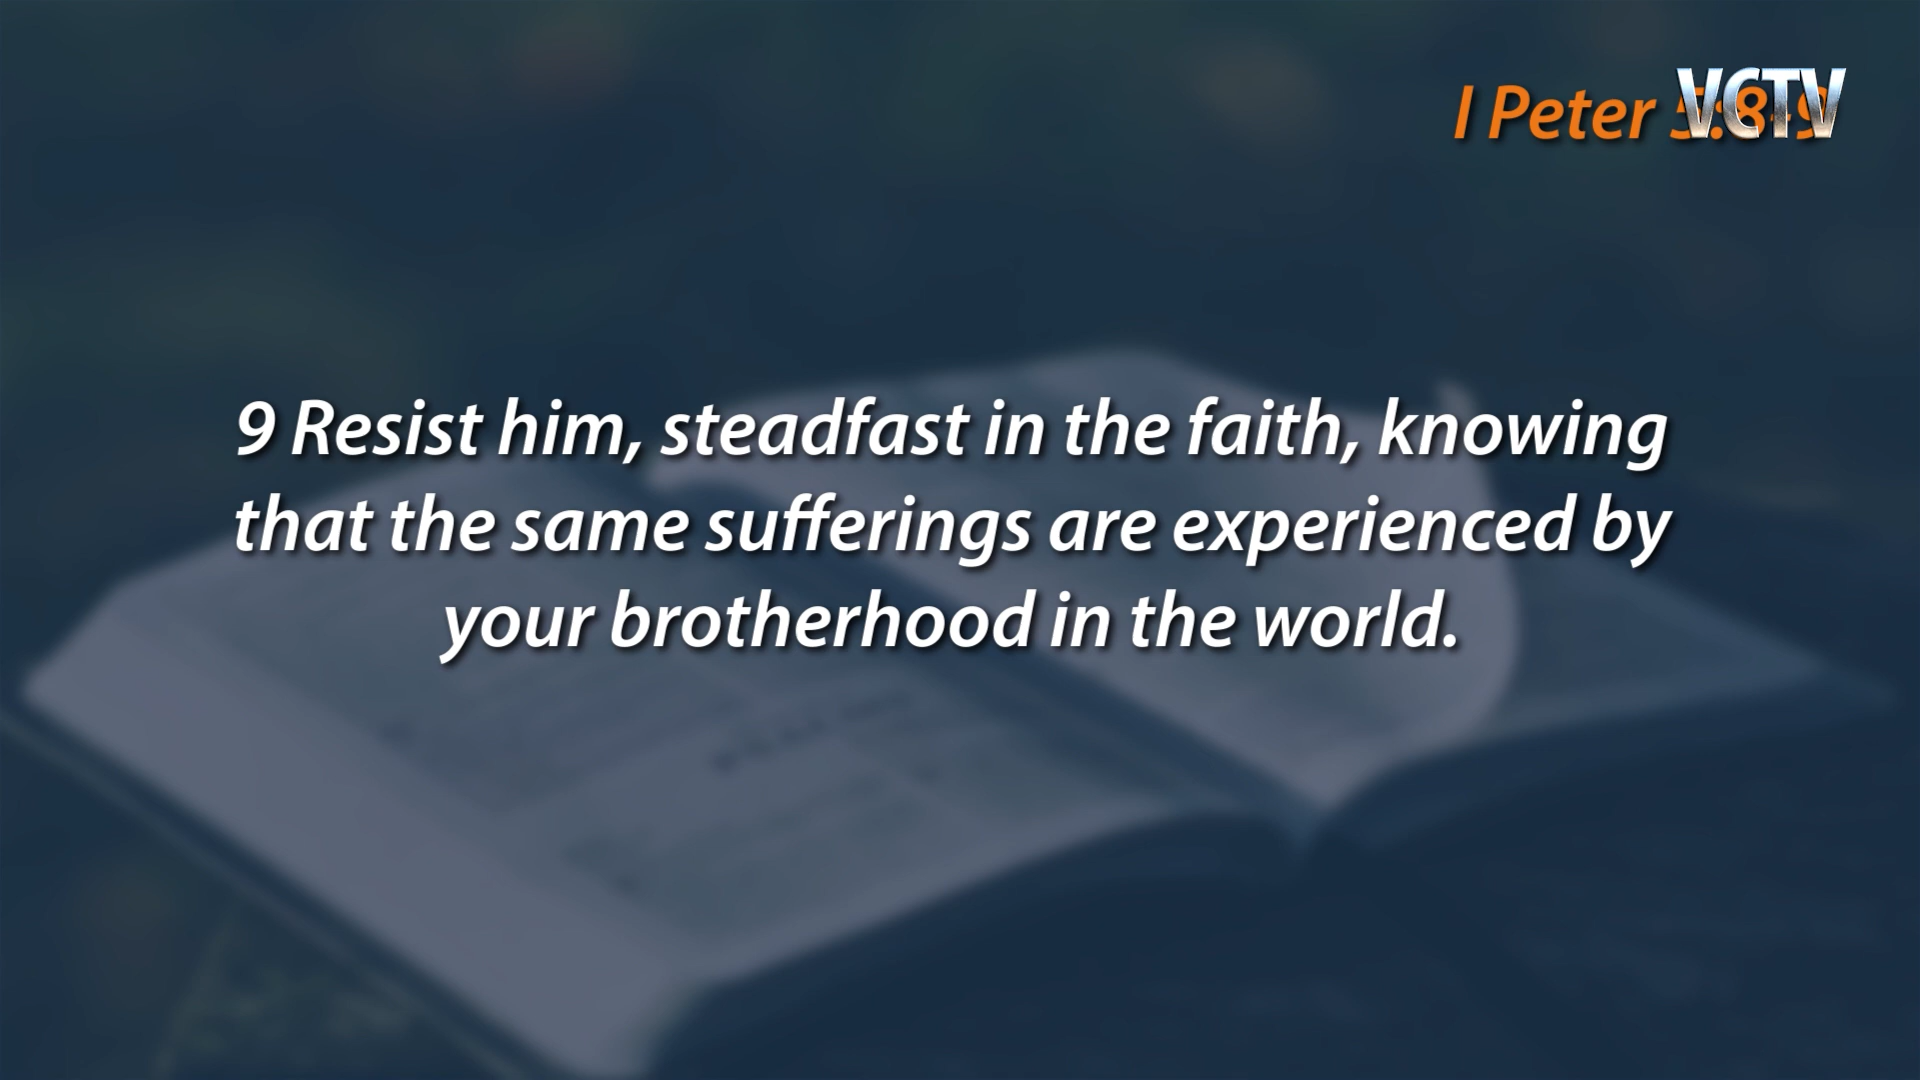 I Peter 5:8-9
VCTV
9 Resist him, steadfast in the faith, knowing
that the same sufferings are experienced by
your brotherhood in the world.